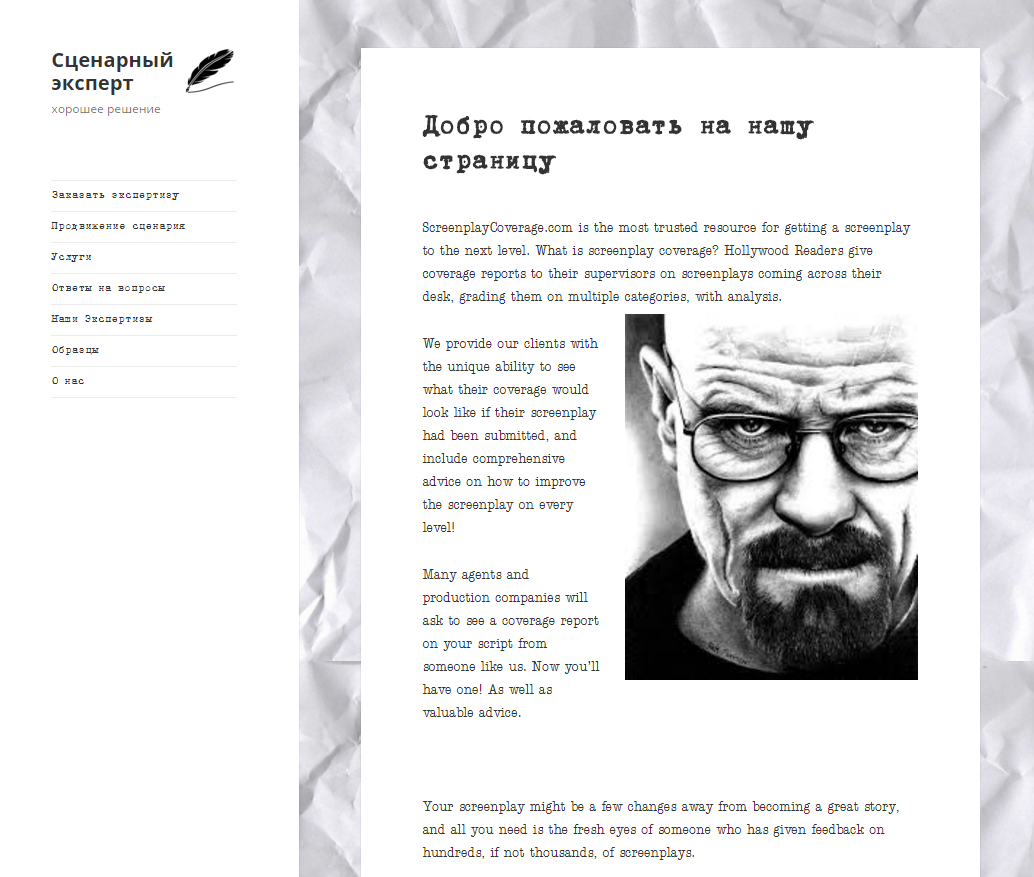 Сценарный
эксперт
хорошее решение
Заказать экспертизу
Продвижение сценария
Услуги
Ответы на вопросы
Наши Экспертизы
Образцы
О нас
Добро пожаловать на нашу
страницу
ScreenplayCoverage.com is the most trusted resource for getting a screenplay
to the next level. What is screenplay coverage? Hollywood Readers give
coverage reports to their supervisors on screenplays coming across their
desk, grading them on multiple categories, with analysis.
We provide our clients with
the unique ability to see
what their coverage would
look like if their screenplay
had been submitted, and
include comprehensive
advice on how to improve
the screenplay on every
level!
Many agents and
production companies will
ask to see a coverage report
on your script from
someone like us. Now you'll
have one! As well as
valuable advice.
Your screenplay might be a few changes away from becoming a great story,
and all you need is the fresh eyes of someone who has given feedback on
hundreds, if not thousands, of screenplays.